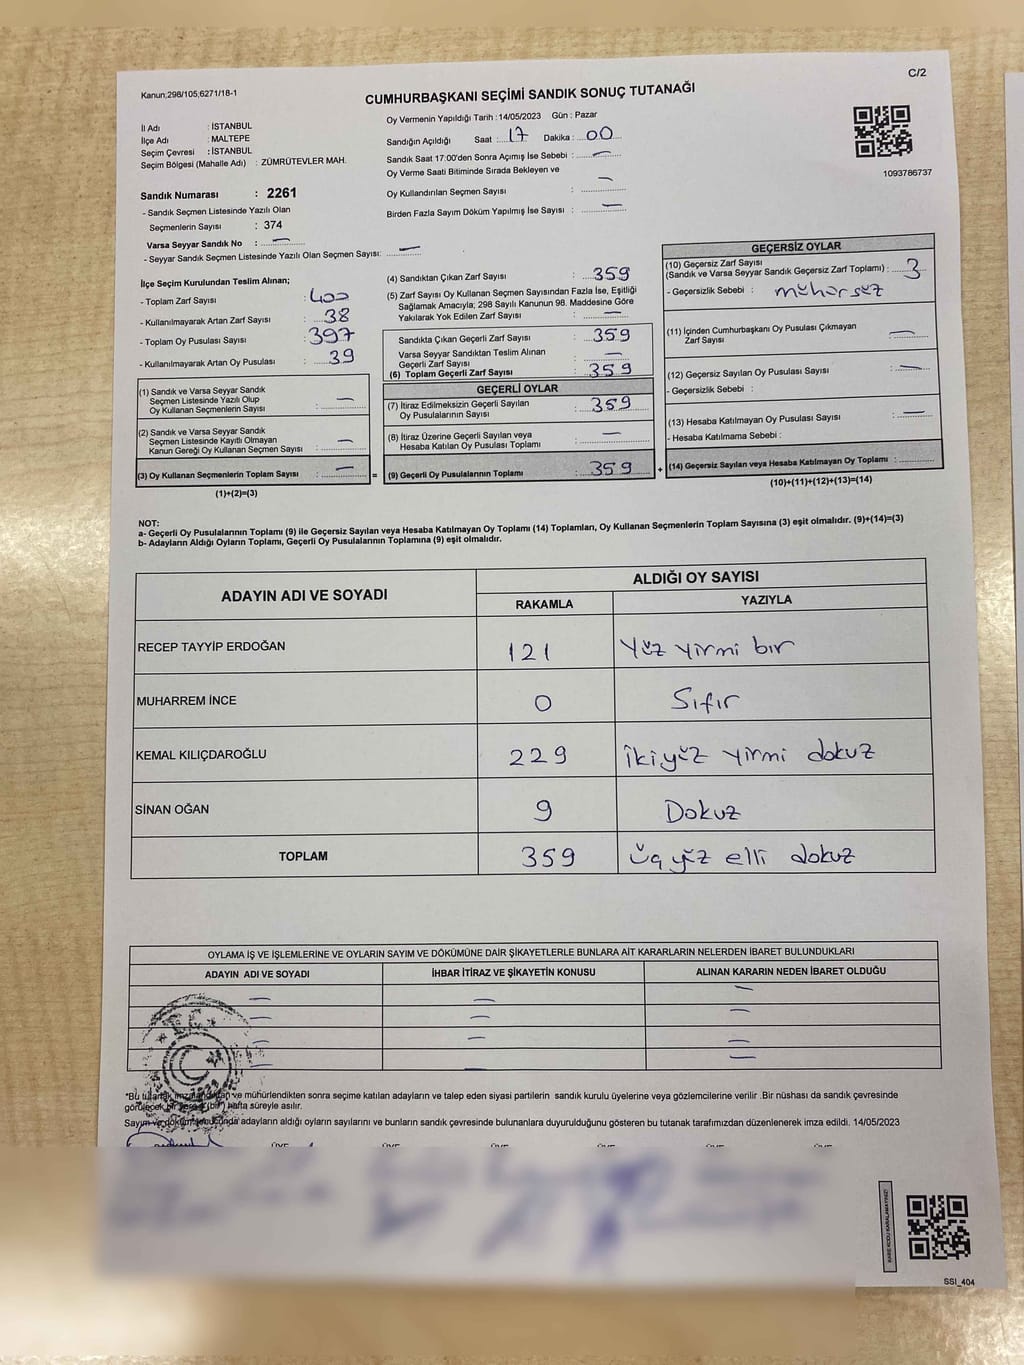 C/2
Kanun;298/105;6271/18-1
CUMHURBAŞKANI SEÇİMİ SANDIK SONUÇ TUTANAĞI
İl Adı : İSTANBUL
İlçe Adı : MALTEPE
Seçim Çevresi : İSTANBUL
Seçim Bölgesi (Mahalle Adı) : ZÜMRÜTEVLER MAH.
Sandık Numarası : 2261
- Sandık Seçmen Listesinde Yazılı Olan
Seçmenlerin Sayısı : 374
Varsa Seyyar Sandık No : —
- Seyyar Sandık Seçmen Listesinde Yazılı Olan Seçmen Sayısı: —
Oy Vermenin Yapıldığı Tarih :14/05/2023 Gün : Pazar
Sandığın Açıldığı Saat : 17 Dakika : 00
Sandık Saat 17:00'den Sonra Açımış İse Sebebi : —
Oy Verme Saati Bitiminde Sırada Bekleyen ve
Oy Kullandırılan Seçmen Sayısı : —
Birden Fazla Sayım Döküm Yapılmış İse Sayısı : —
1093786737
İlçe Seçim Kurulundan Teslim Alınan;
- Toplam Zarf Sayısı : 400
- Kullanılmayarak Artan Zarf Sayısı : 38
- Toplam Oy Pusulası Sayısı : 397
- Kullanılmayarak Artan Oy Pusulası : 39
(1) Sandık ve Varsa Seyyar Sandık
Seçmen Listesinde Yazılı Olup
Oy Kullanan Seçmenlerin Sayısı : —
(2) Sandık ve Varsa Seyyar Sandık
Seçmen Listesinde Kayıtlı Olmayan
Kanun Gereği Oy Kullanan Seçmen Sayısı : —
(3) Oy Kullanan Seçmenlerin Toplam Sayısı : — =
(1)+(2)=(3)
(4) Sandıktan Çıkan Zarf Sayısı : 359
(5) Zarf Sayısı Oy Kullanan Seçmen Sayısından Fazla İse, Eşitliği
Sağlamak Amacıyla; 298 Sayılı Kanunun 98. Maddesine Göre
Yakılarak Yok Edilen Zarf Sayısı : —
Sandıkta Çıkan Geçerli Zarf Sayısı : 359
Varsa Seyyar Sandıktan Teslim Alınan
Geçerli Zarf Sayısı : —
(6) Toplam Geçerli Zarf Sayısı : 359
GEÇERLİ OYLAR
(7) İtiraz Edilmeksizin Geçerli Sayılan
Oy Pusulalarının Sayısı : 359
(8) İtiraz Üzerine Geçerli Sayılan veya
Hesaba Katılan Oy Pusulası Toplamı : —
(9) Geçerli Oy Pusulalarının Toplamı : 359 +
GEÇERSİZ OYLAR
(10) Geçersiz Zarf Sayısı
(Sandık ve Varsa Seyyar Sandık Geçersiz Zarf Toplamı) : 3
- Geçersizlik Sebebi : mühürsüz
(11) İçinden Cumhurbaşkanı Oy Pusulası Çıkmayan
Zarf Sayısı : —
(12) Geçersiz Sayılan Oy Pusulası Sayısı : —
- Geçersizlik Sebebi :
(13) Hesaba Katılmayan Oy Pusulası Sayısı : —
- Hesaba Katılmama Sebebi :
(14) Geçersiz Sayılan veya Hesaba Katılmayan Oy Toplamı :
(10)+(11)+(12)+(13)=(14)
NOT:
a- Geçerli Oy Pusulalarının Toplamı (9) ile Geçersiz Sayılan veya Hesaba Katılmayan Oy Toplamı (14) Toplamları, Oy Kullanan Seçmenlerin Toplam Sayısına (3) eşit olmalıdır. (9)+(14)=(3)
b- Adayların Aldığı Oyların Toplamı, Geçerli Oy Pusulalarının Toplamına (9) eşit olmalıdır.
ADAYIN ADI VE SOYADI
ALDIĞI OY SAYISI
RAKAMLA YAZIYLA
RECEP TAYYİP ERDOĞAN 121 Yüz yirmi bir
MUHARREM İNCE 0 Sıfır
KEMAL KILIÇDAROĞLU 229 İkiyüz yirmi dokuz
SİNAN OĞAN 9 Dokuz
TOPLAM 359 üç yüz elli dokuz
OYLAMA İŞ VE İŞLEMLERİNE VE OYLARIN SAYIM VE DÖKÜMÜNE DAİR ŞİKAYETLERLE BUNLARA AİT KARARLARIN NELERDEN İBARET BULUNDUKLARI
ADAYIN ADI VE SOYADI İHBAR İTİRAZ VE ŞİKAYETİN KONUSU ALINAN KARARIN NEDEN İBARET OLDUĞU
— — —
— — —
— — —
— — —
*Bu tutanak ve mühürlendikten sonra seçime katılan adayların ve talep eden siyasi partilerin sandık kurulu üyelerine veya gözlemcilerine verilir .Bir nüshası da sandık çevresinde
görülecek bir (bir) hafta süreyle asılır.
Sayım ve döküm adayların aldığı oyların sayılarını ve bunların sandık çevresinde bulunanlara duyurulduğunu gösteren bu tutanak tarafımızdan düzenlenerek imza edildi. 14/05/2023
KARE KODU KARALAMAYINIZ!
SSI_404